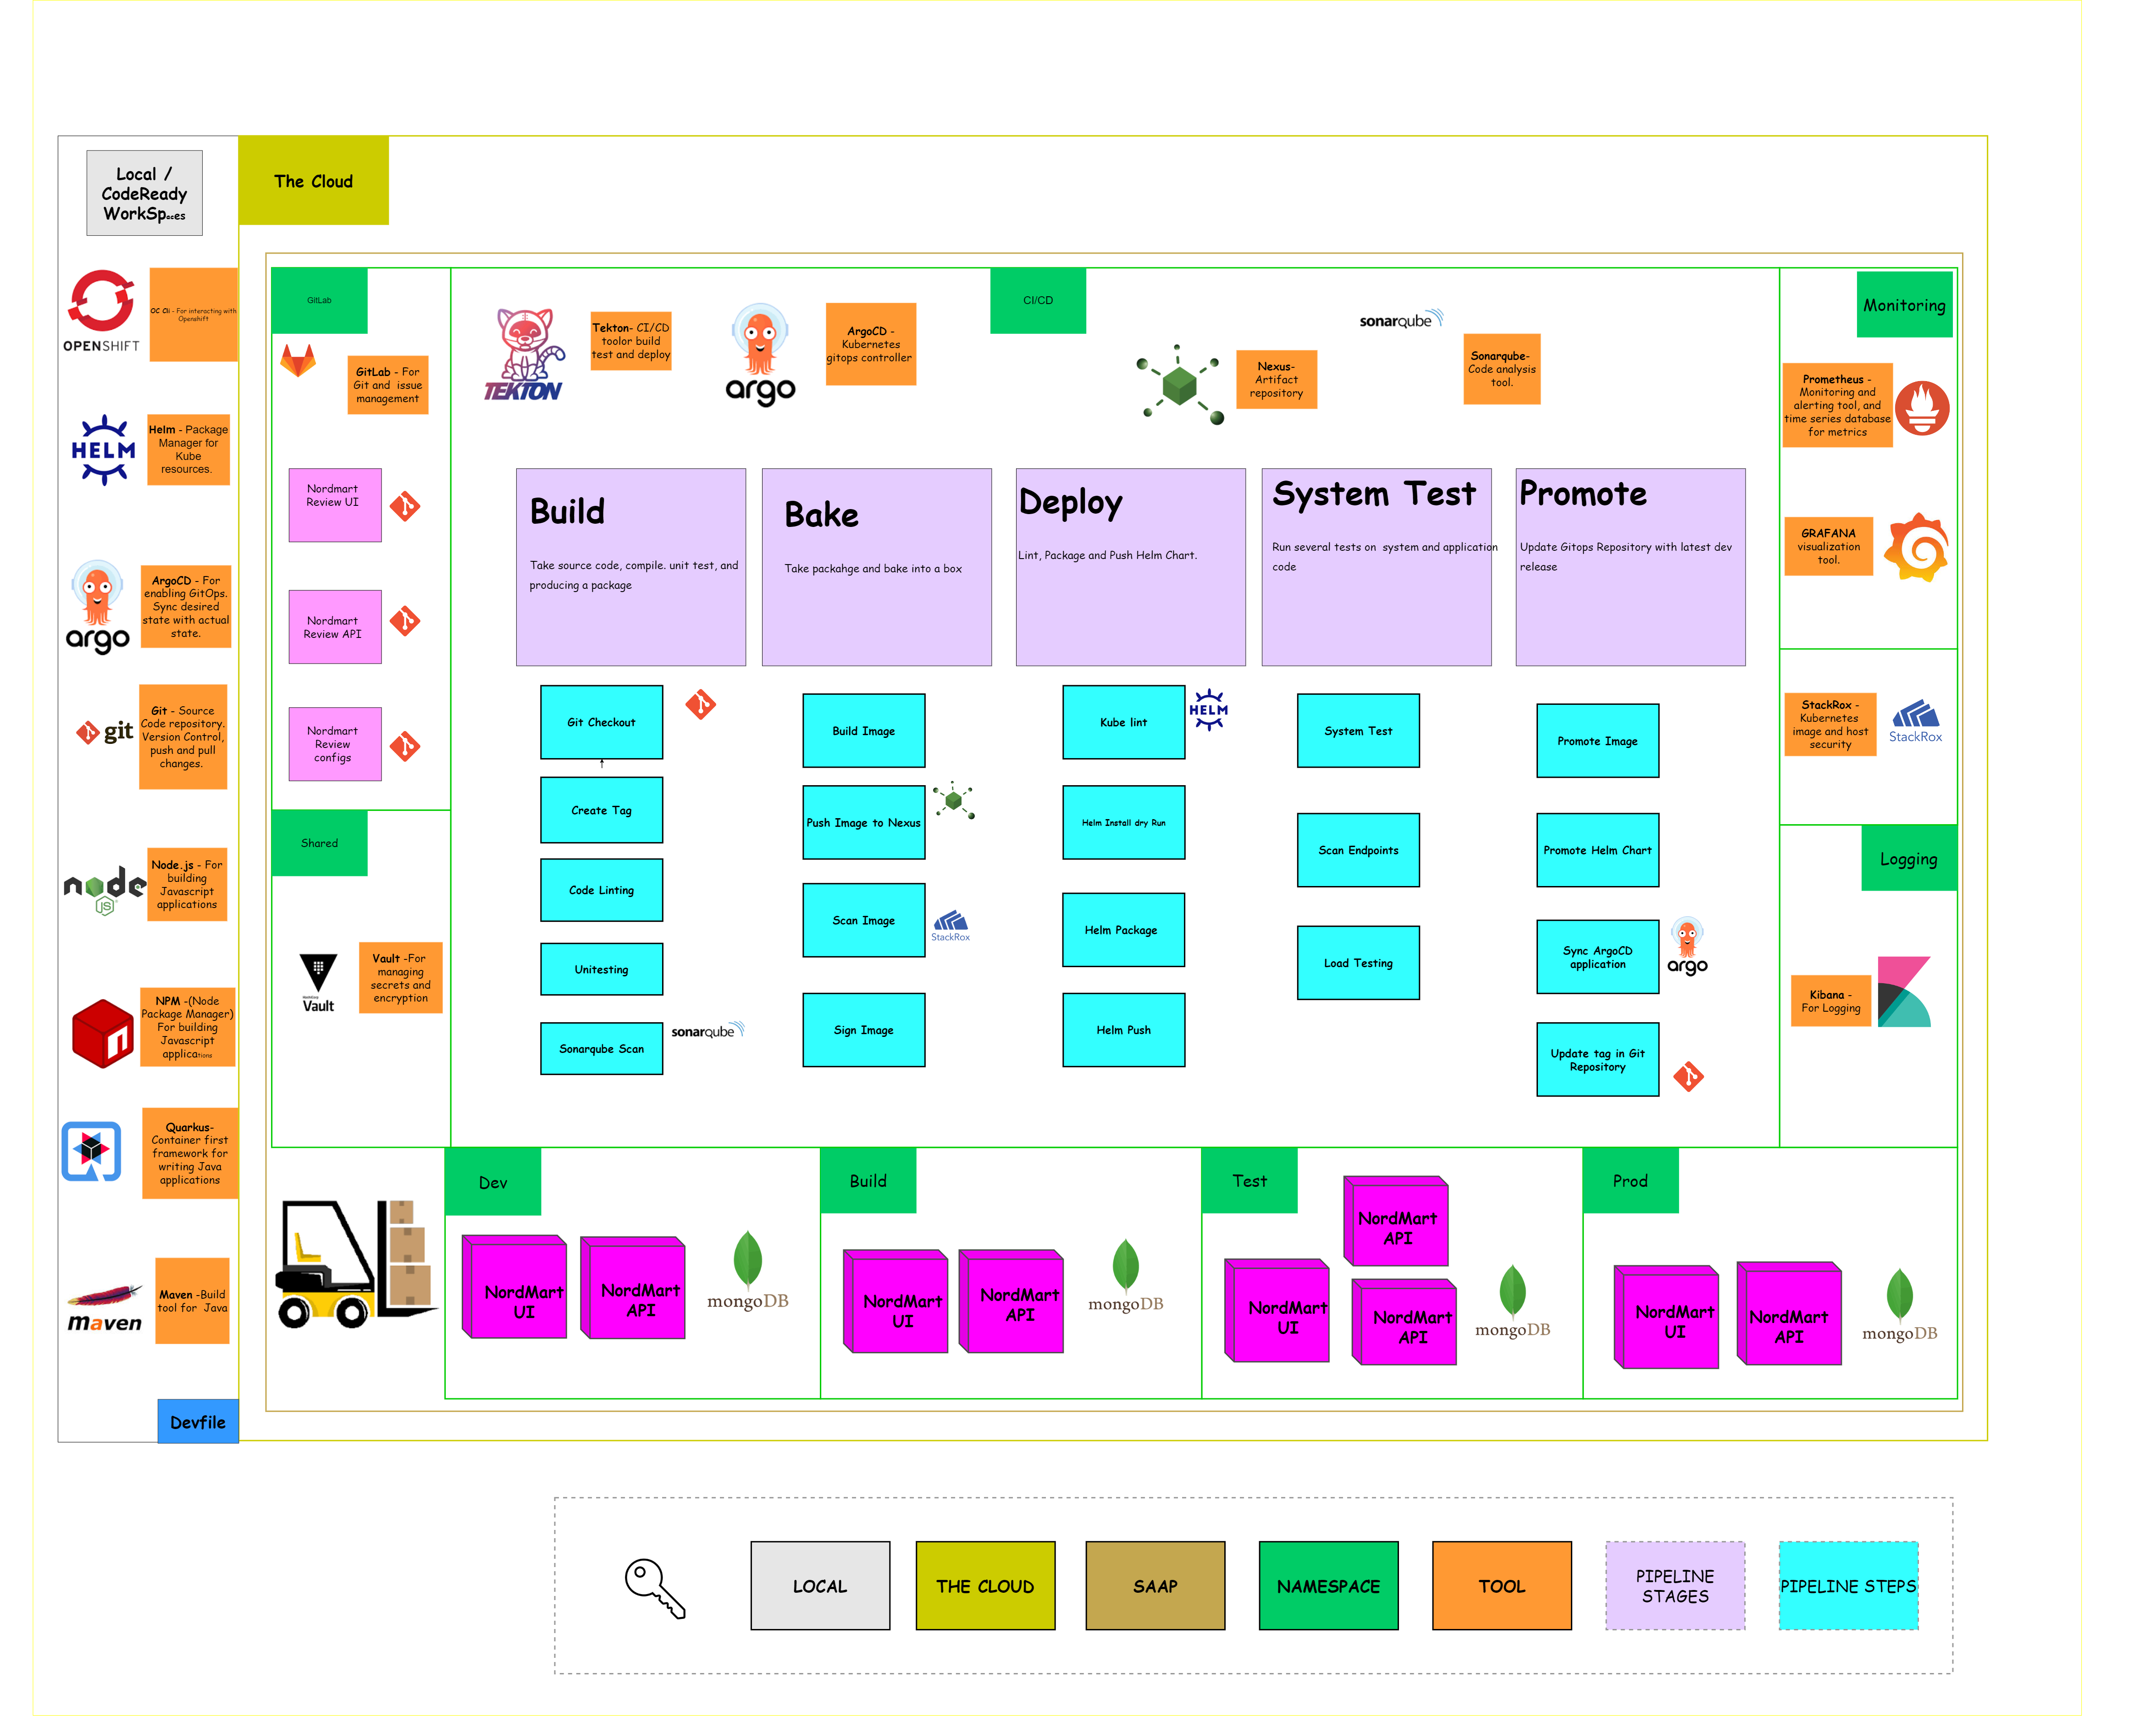 Local /
CodeReady
WorkSpaces
The Cloud
OPENSHIFT
OC Cli - For interacting with
Openshift
HELM
Helm - Package
Manager for
Kube
resources.
argo
ArgoCD - For
enabling GitOps.
Sync desired
state with actual
state.
git
Git - Source
Code repository.
Version Control,
push and pull
changes.
node
JS
Node.js - For
building
Javascript
applications
n
NPM -(Node
Package Manager)
For building
Javascript
applications
Quarkus-
Container first
framework for
writing Java
applications
maven
Maven -Build
tool for Java
Devfile
GitLab
GitLab - For
Git and issue
management
Nordmart
Review UI
Nordmart
Review API
Nordmart
Review
configs
Shared
Vault
Vault -For
managing
secrets and
encryption
CI/CD
TEKTON
Tekton- CI/CD
toolor build
test and deploy
argo
ArgoCD -
Kubernetes
gitops controller
Nexus-
Artifact
repository
sonarqube
Sonarqube-
Code analysis
tool.
Build
Take source code, compile. unit test, and
producing a package
Bake
Take packahge and bake into a box
Deploy
Lint, Package and Push Helm Chart.
System Test
Run several tests on system and application
code
Promote
Update Gitops Repository with latest dev
release
Git Checkout
Create Tag
Code Linting
Unitesting
Sonarqube Scan
sonarqube
Build Image
Push Image to Nexus
Scan Image
StackRox
Sign Image
Kube lint
HELM
Helm Install dry Run
Helm Package
Helm Push
System Test
Scan Endpoints
Load Testing
Promote Image
Promote Helm Chart
Sync ArgoCD
application
argo
Update tag in Git
Repository
Monitoring
Prometheus -
Monitoring and
alerting tool, and
time series database
for metrics
GRAFANA
visualization
tool.
StackRox -
Kubernetes
image and host
security
StackRox
Logging
Kibana -
For Logging
Dev
NordMart
UI
NordMart
API
mongoDB
Build
NordMart
UI
NordMart
API
mongoDB
Test
NordMart
API
NordMart
UI
NordMart
API
mongoDB
Prod
NordMart
UI
NordMart
API
mongoDB
LOCAL
THE CLOUD
SAAP
NAMESPACE
TOOL
PIPELINE
STAGES
PIPELINE STEPS